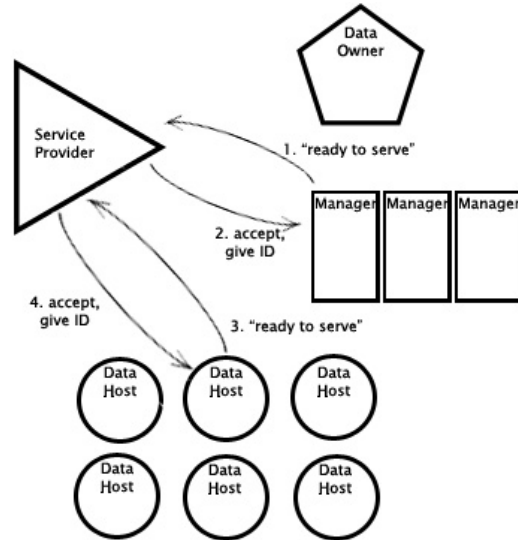 Data
Owner
Service
Provider
1. “ready to serve”
Manager
Manager
Manager
2. accept,
give ID
4. accept,
give ID
3. “ready to serve”
Data
Host
Data
Host
Data
Host
Data
Host
Data
Host
Data
Host